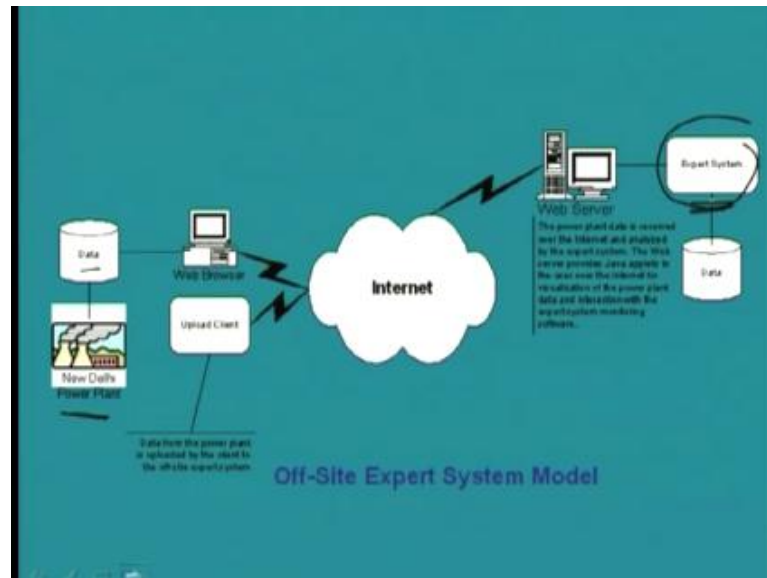 Expert System
Web Server
The power plant data is received
over the Internet and analyzed
by the expert system. The Web
server provides Java applets to
the user over the Internet for
visualization of the power plant
data and interaction with the
expert system monitoring
software.
Data
Data
Web Browser
Internet
Upload Client
New Delhi
Power Plant
Data from the power plant
is uploaded by the client to
the off-site expert system
Off-Site Expert System Model